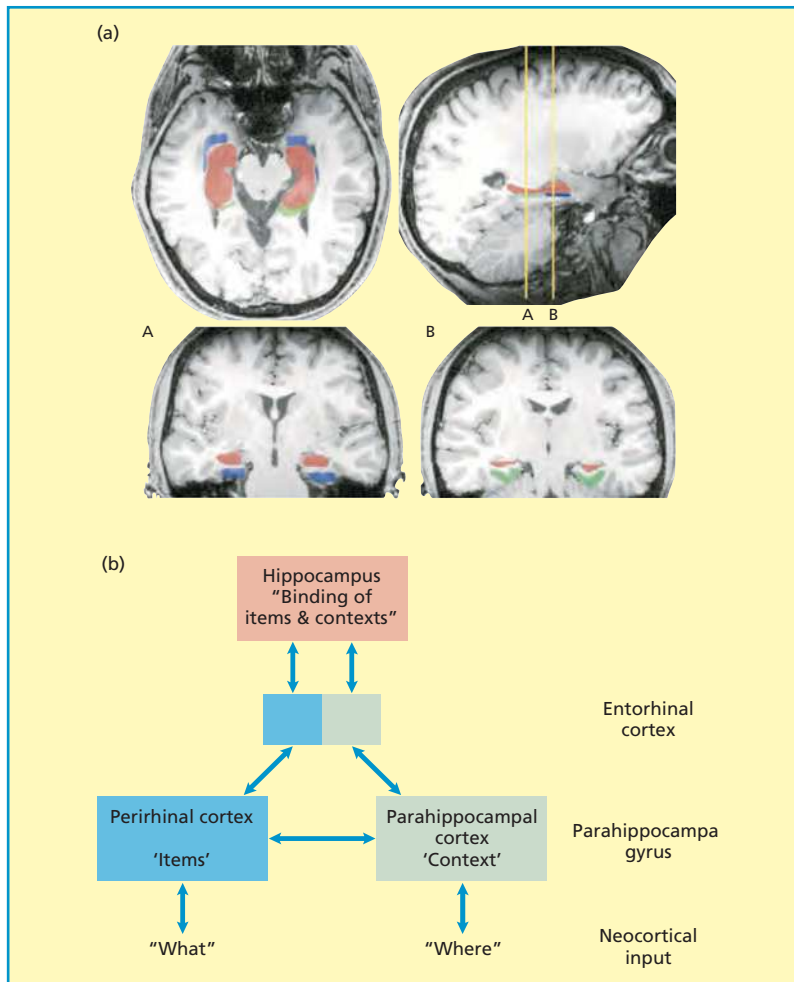 (a)
A B
A
B
(b)
Hippocampus
“Binding of
items & contexts”
Entorhinal
cortex
Perirhinal cortex
‘Items’
Parahippocampal
cortex
‘Context’
Parahippocampa
gyrus
“What”
“Where”
Neocortical
input